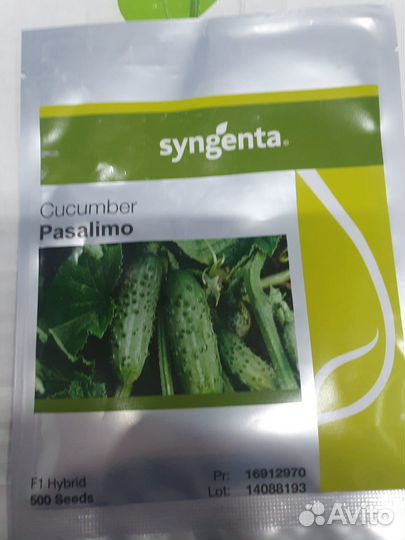 syngenta®
Cucumber
Pasalimo
F1 Hybrid
500 Seeds
Pr: 16912970
Lot: 14088193
Avito